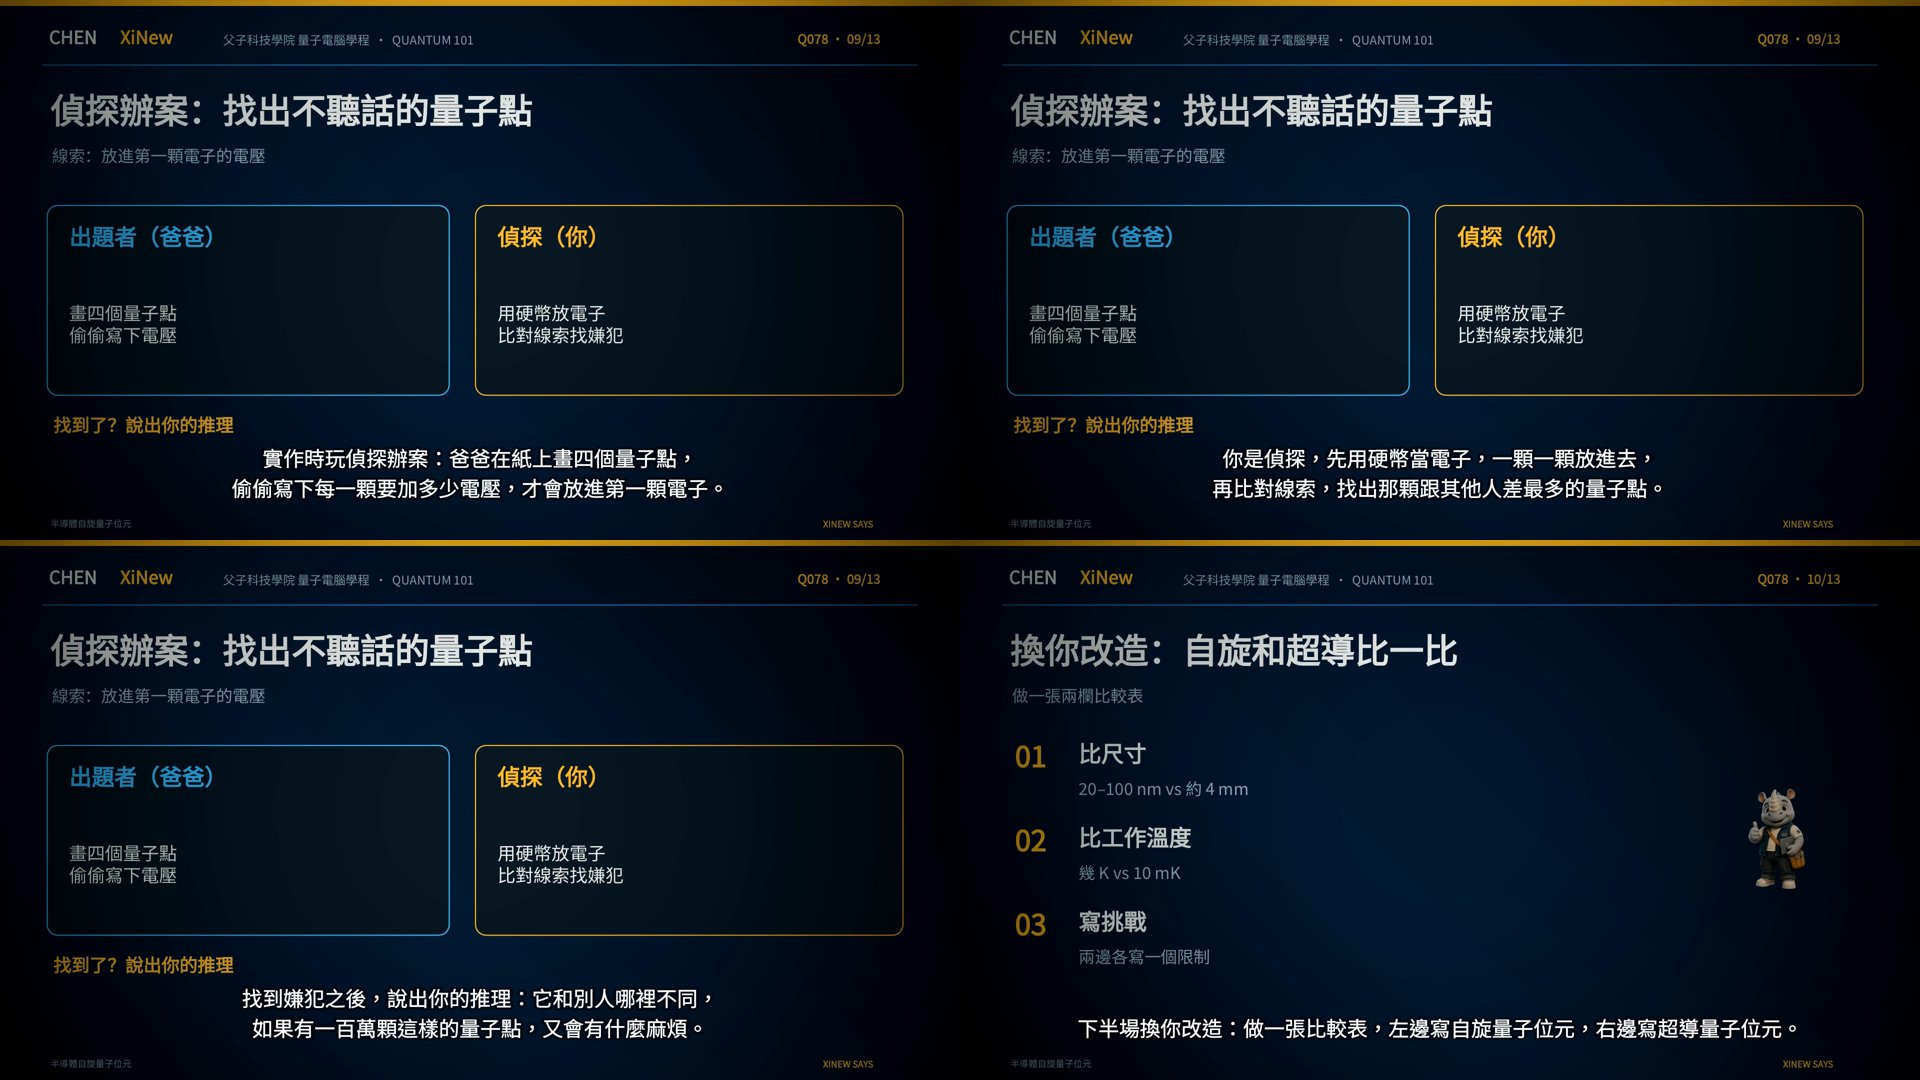 CHEN XiNew 父子科技學院 量子電腦學程 · QUANTUM 101 Q078 · 09/13
偵探辦案：找出不聽話的量子點
線索：放進第一顆電子的電壓
出題者（爸爸）
畫四個量子點
偷偷寫下電壓
偵探（你）
用硬幣放電子
比對線索找嫌犯
找到了？說出你的推理
實作時玩偵探辦案：爸爸在紙上畫四個量子點，
偷偷寫下每一顆要加多少電壓，才會放進第一顆電子。
半導體自旋量子位元 XINEW SAYS
CHEN XiNew 父子科技學院 量子電腦學程 · QUANTUM 101 Q078 · 09/13
偵探辦案：找出不聽話的量子點
線索：放進第一顆電子的電壓
出題者（爸爸）
畫四個量子點
偷偷寫下電壓
偵探（你）
用硬幣放電子
比對線索找嫌犯
找到了？說出你的推理
你是偵探，先用硬幣當電子，一顆一顆放進去，
再比對線索，找出那顆跟其他人差最多的量子點。
半導體自旋量子位元 XINEW SAYS
CHEN XiNew 父子科技學院 量子電腦學程 · QUANTUM 101 Q078 · 09/13
偵探辦案：找出不聽話的量子點
線索：放進第一顆電子的電壓
出題者（爸爸）
畫四個量子點
偷偷寫下電壓
偵探（你）
用硬幣放電子
比對線索找嫌犯
找到了？說出你的推理
找到嫌犯之後，說出你的推理：它和別人哪裡不同，
如果有一百萬顆這樣的量子點，又會有什麼麻煩。
半導體自旋量子位元 XINEW SAYS
CHEN XiNew 父子科技學院 量子電腦學程 · QUANTUM 101 Q078 · 10/13
換你改造：自旋和超導比一比
做一張兩欄比較表
01 比尺寸
20–100 nm vs 約 4 mm
02 比工作溫度
幾 K vs 10 mK
03 寫挑戰
兩邊各寫一個限制
下半場換你改造：做一張比較表，左邊寫自旋量子位元，右邊寫超導量子位元。
半導體自旋量子位元 XINEW SAYS